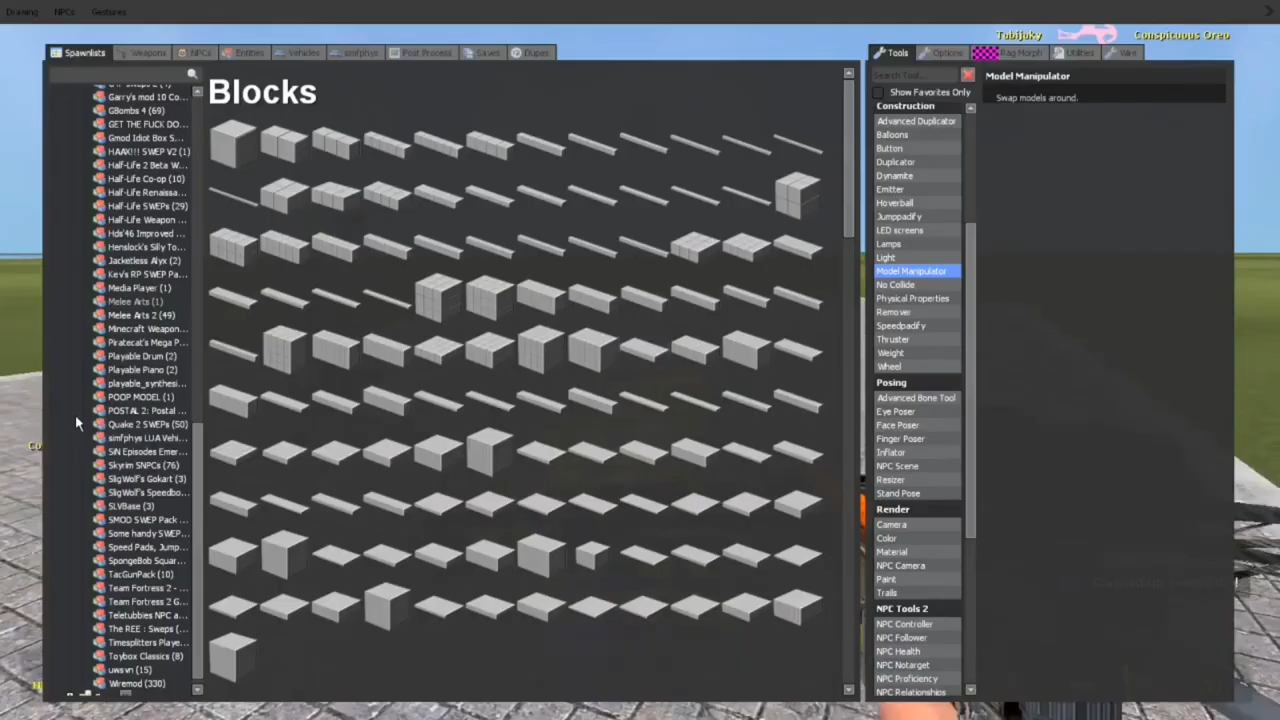 Drawing NPCs Gestures
Tobijaky Conspicuous Oreo
Spawnlists Weapons NPCs Entities Vehicles simfphys Post Process Saves Dupes
Tools Options Rag Morph Utilities Wire
Search Tool...
Show Favorites Only
Model Manipulator
Swap models around.
Blocks
Garry's mod 10 Co...
GBombs 4 (69)
GET THE FUCK DO...
Gmod Idiot Box S...
HAAX!!! SWEP V2 (1)
Half-Life 2 Beta W...
Half-Life Co-op (10)
Half-Life Renaissa...
Half-Life SWEPs (29)
Half-Life Weapon ...
Hds'46 Improved ...
Henslock's Silly To...
Jacketless Alyx (2)
Kev's RP SWEP Pa...
Media Player (1)
Melee Arts (1)
Melee Arts 2 (49)
Minecraft Weapon...
Piratecat's Mega P...
Playable Drum (2)
Playable Piano (2)
playable_synthesi...
POOP MODEL (1)
POSTAL 2: Postal ...
Quake 2 SWEPs (50)
simfphys LUA Vehi...
SiN Episodes Emer...
Skyrim SNPCs (76)
SligWolf's Gokart (3)
SligWolf's Speedbo...
SLVBase (3)
SMOD SWEP Pack ...
Some handy SWEP...
Speed Pads, Jump...
SpongeBob Squar...
TacGunPack (10)
Team Fortress 2 - ...
Team Fortress 2 G...
Teletubbies NPC a...
The REE : Sweps (...
Timesplitters Playe...
Toybox Classics (8)
uwsvn (15)
Wiremod (330)
Construction
Advanced Duplicator
Balloons
Button
Duplicator
Dynamite
Emitter
Hoverball
Jumppadify
LED screens
Lamps
Light
Model Manipulator
No Collide
Physical Properties
Remover
Speedpadify
Thruster
Weight
Wheel
Posing
Advanced Bone Tool
Eye Poser
Face Poser
Finger Poser
Inflator
NPC Scene
Resizer
Stand Pose
Render
Camera
Color
Material
NPC Camera
Paint
Trails
NPC Tools 2
NPC Controller
NPC Follower
NPC Health
NPC Notarget
NPC Proficiency
NPC Relationships